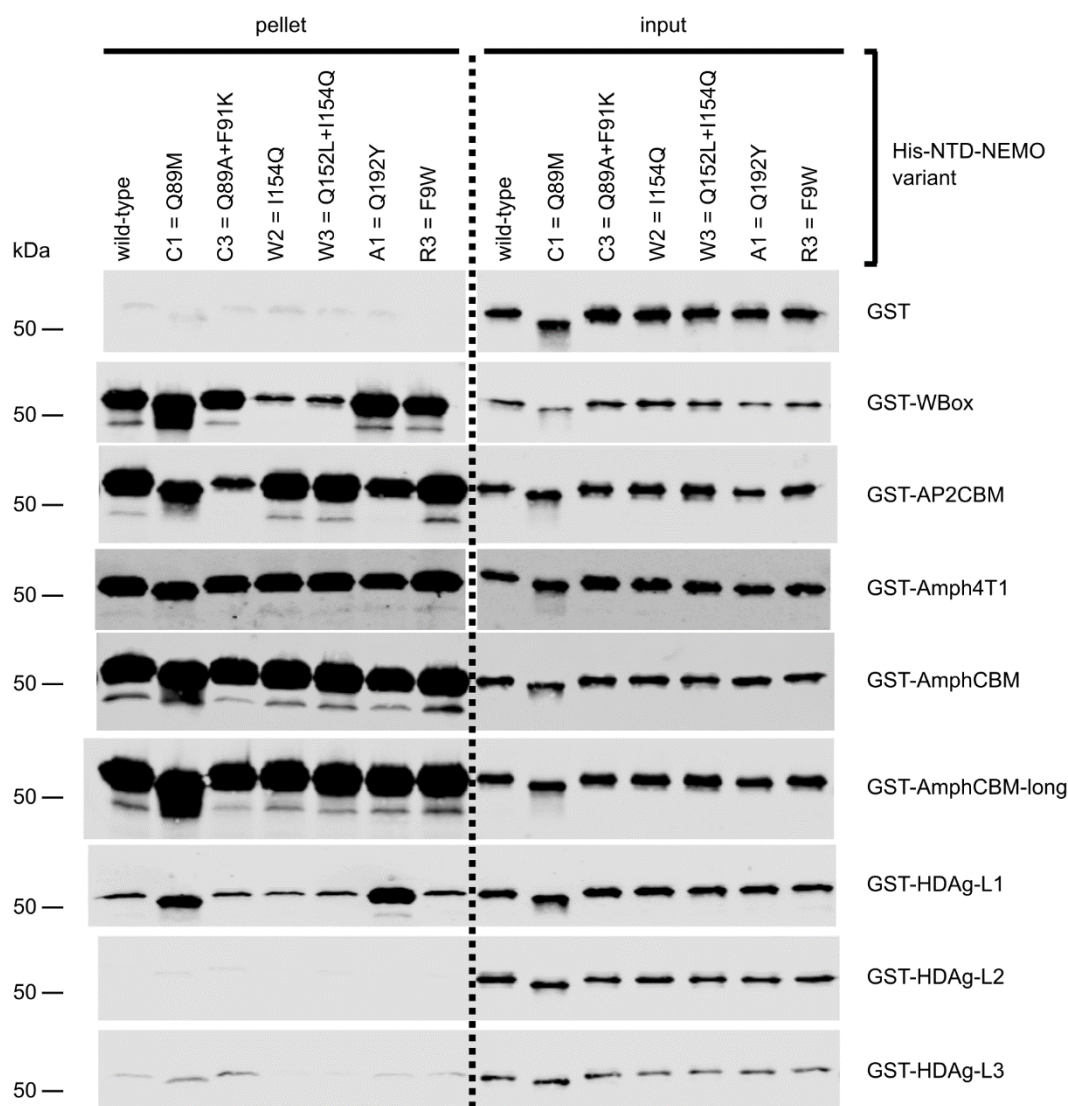 pellet
input
wild-type
C1 = Q89M
C3 = Q89A+F91K
W2 = I154Q
W3 = Q152L+I154Q
A1 = Q192Y
R3 = F9W
wild-type
C1 = Q89M
C3 = Q89A+F91K
W2 = I154Q
W3 = Q152L+I154Q
A1 = Q192Y
R3 = F9W
His-NTD-NEMO
variant
kDa
50
GST
50
GST-WBox
50
GST-AP2CBM
50
GST-Amph4T1
50
GST-AmphCBM
50
GST-AmphCBM-long
50
GST-HDAg-L1
50
GST-HDAg-L2
50
GST-HDAg-L3